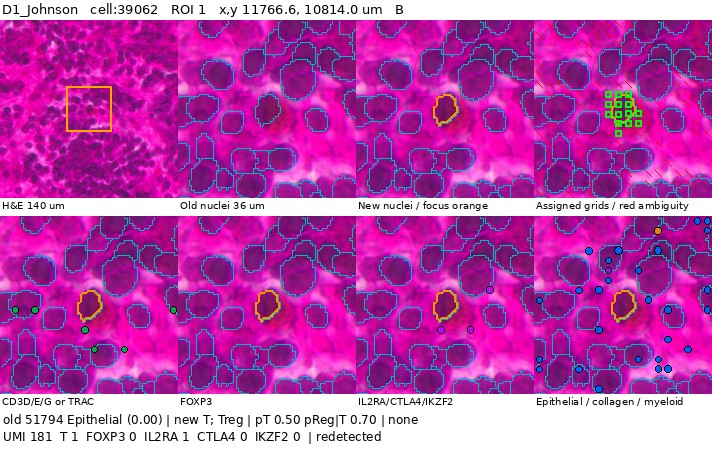 D1_Johnson cell:39062 ROI 1 x,y 11766.6, 10814.0 um B
H&E 140 um
Old nuclei 36 um
New nuclei / focus orange
Assigned grids / red ambiguity
CD3D/E/G or TRAC
FOXP3
IL2RA/CTLA4/IKZF2
Epithelial / collagen / myeloid
old 51794 Epithelial (0.00) | new T; Treg | pT 0.50 pReg|T 0.70 | none
UMI 181 T 1 FOXP3 0 IL2RA 1 CTLA4 0 IKZF2 0 | redetected